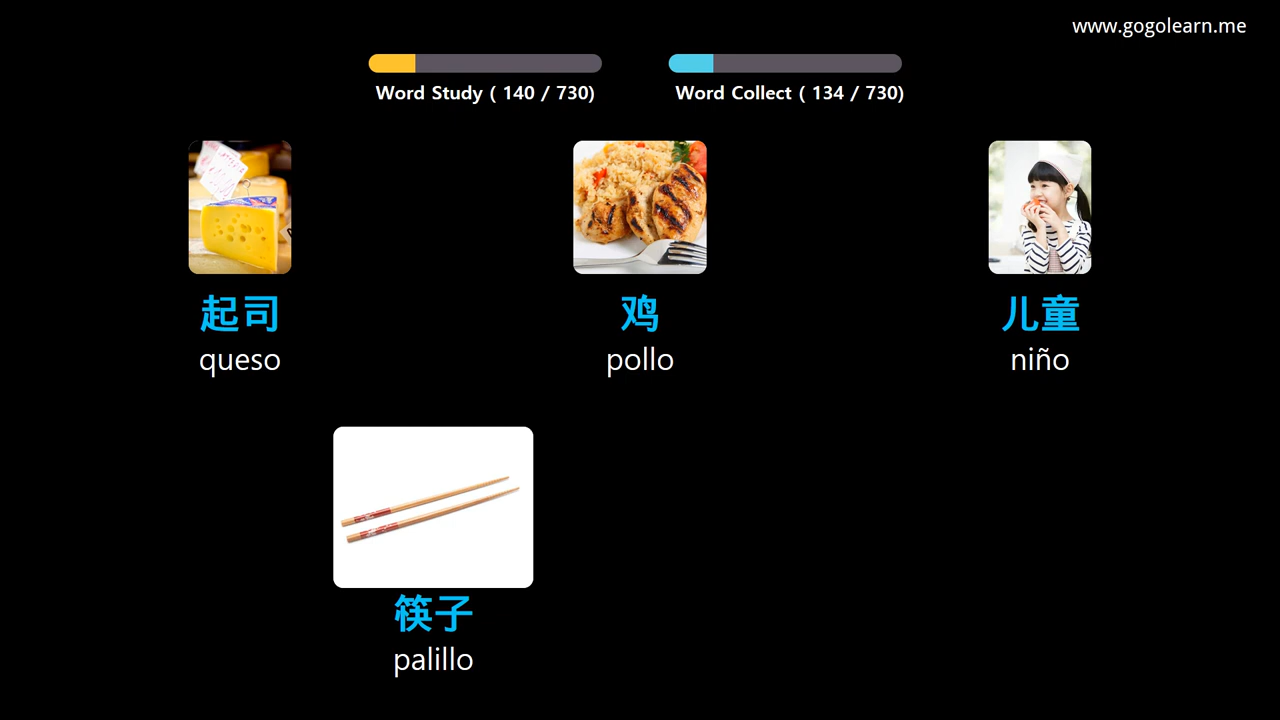 www.gogolearn.me
Word Study ( 140 / 730)
Word Collect ( 134 / 730)
起司
queso
鸡
pollo
儿童
niño
筷子
palillo